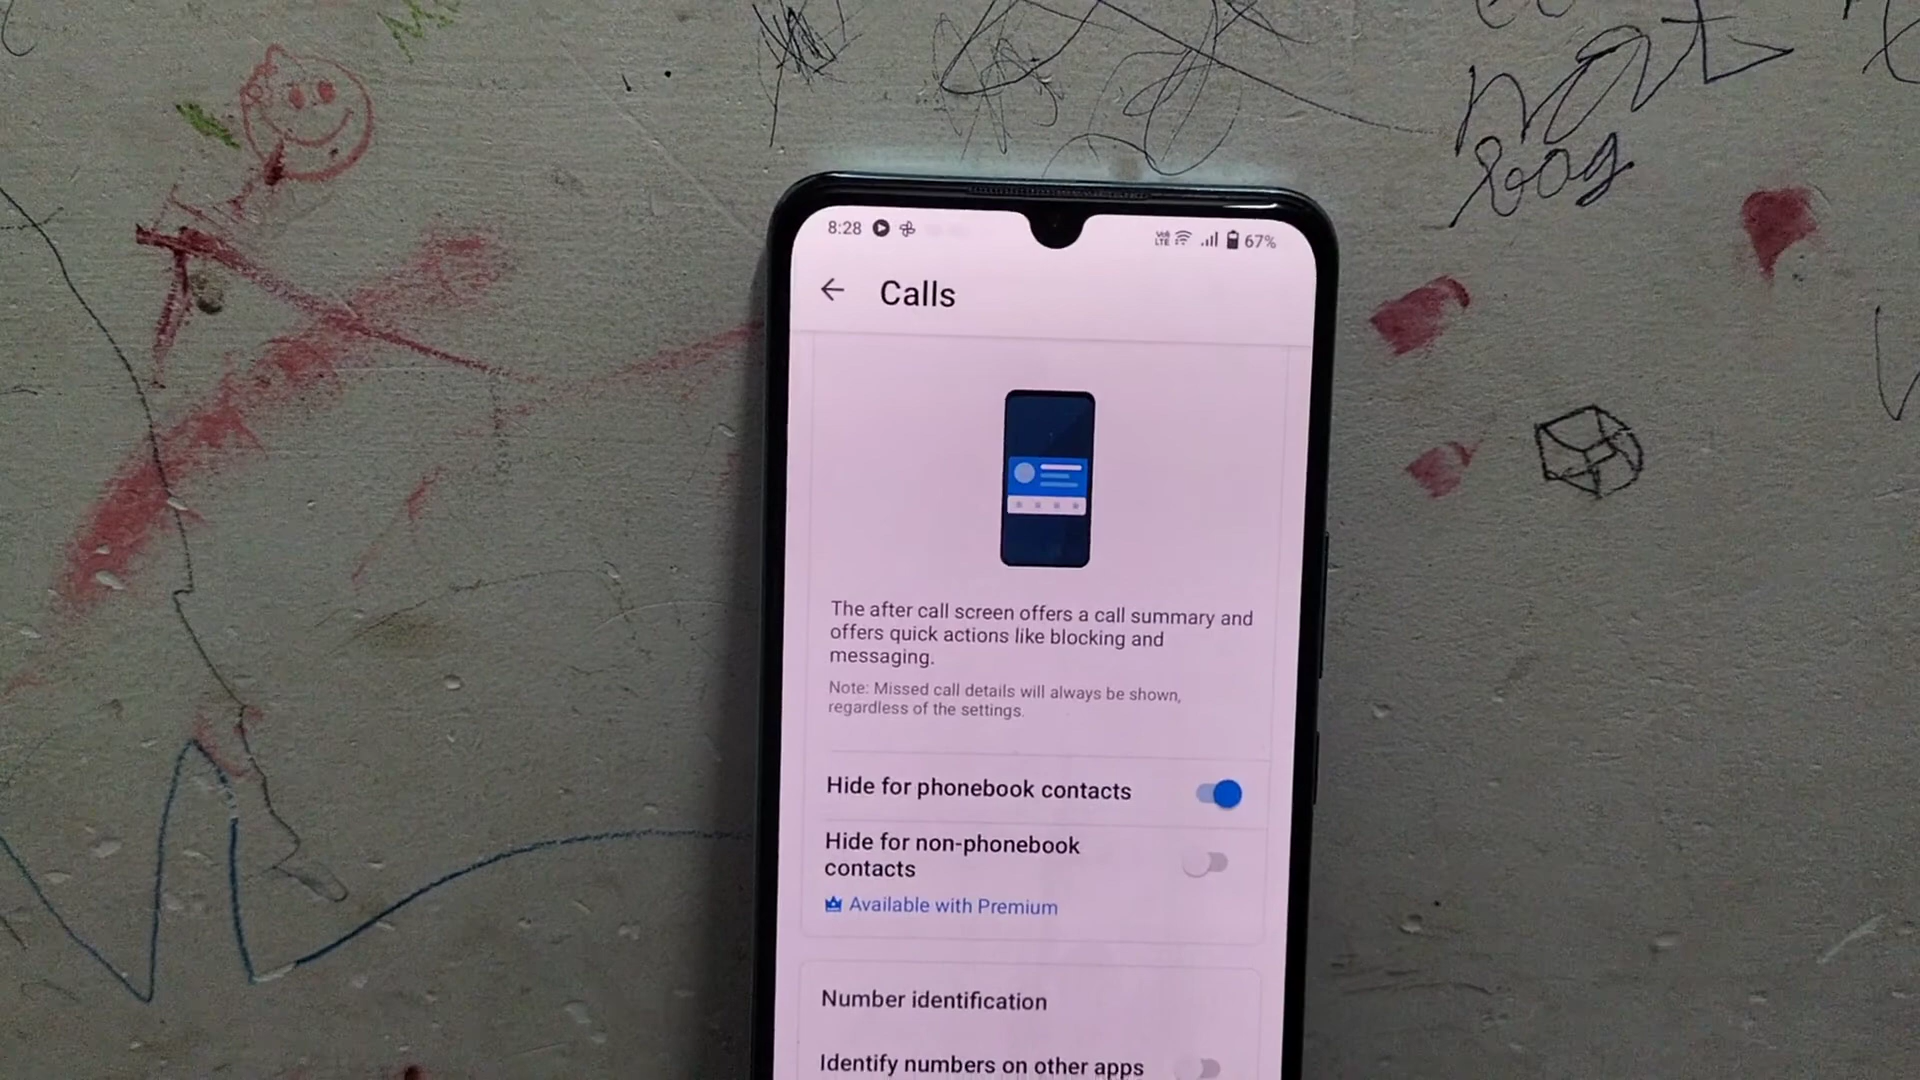 not
8:28
VoLTE
67%
Calls
The after call screen offers a call summary and
offers quick actions like blocking and
messaging.
Note: Missed call details will always be shown,
regardless of the settings.
Hide for phonebook contacts
Hide for non-phonebook
contacts
Available with Premium
Number identification
Identify numbers on other apps